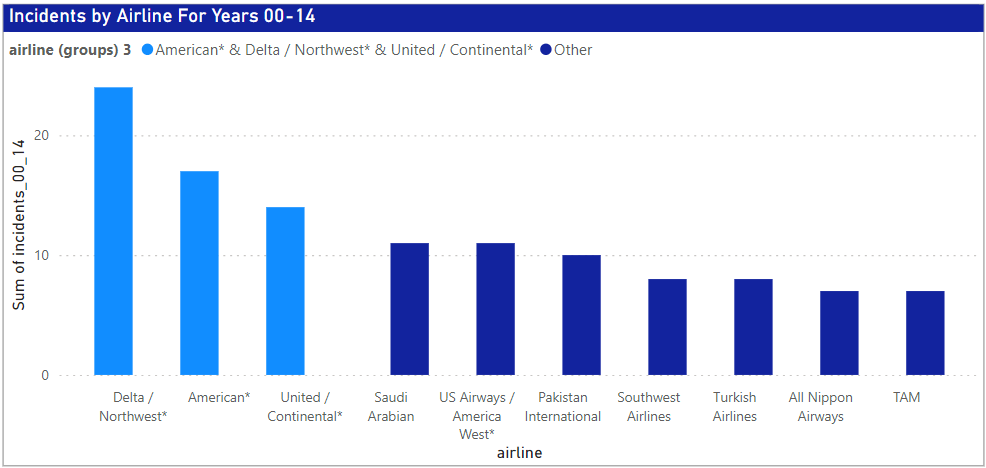 Incidents by Airline For Years 00-14
airline (groups) 3 American* & Delta / Northwest* & United / Continental* Other
Sum of incidents_00_14
20
10
0
Delta /
Northwest*
American*
United /
Continental*
Saudi
Arabian
US Airways /
America
West*
Pakistan
International
Southwest
Airlines
Turkish
Airlines
All Nippon
Airways
TAM
airline